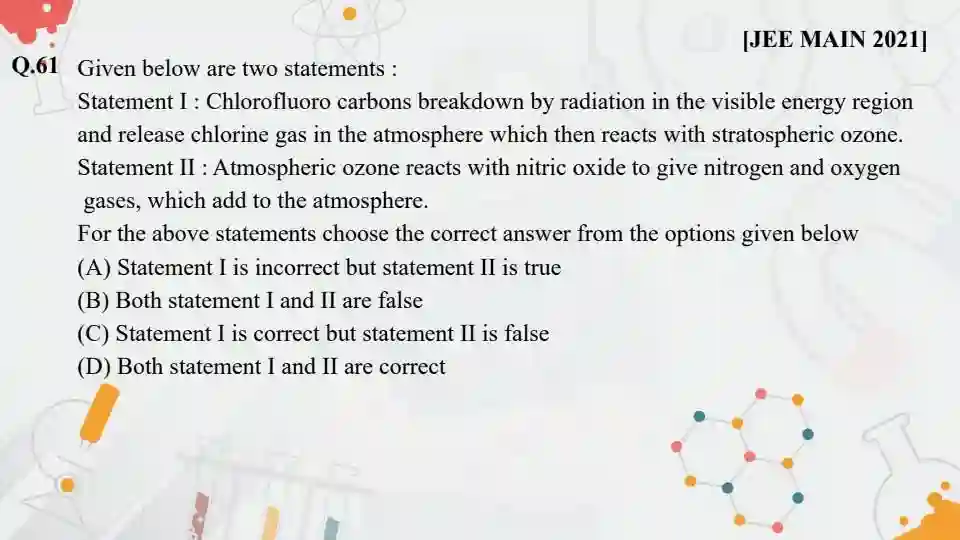 [JEE MAIN 2021]
Q.61 Given below are two statements :
Statement I : Chlorofluoro carbons breakdown by radiation in the visible energy region
and release chlorine gas in the atmosphere which then reacts with stratospheric ozone.
Statement II : Atmospheric ozone reacts with nitric oxide to give nitrogen and oxygen
gases, which add to the atmosphere.
For the above statements choose the correct answer from the options given below
(A) Statement I is incorrect but statement II is true
(B) Both statement I and II are false
(C) Statement I is correct but statement II is false
(D) Both statement I and II are correct